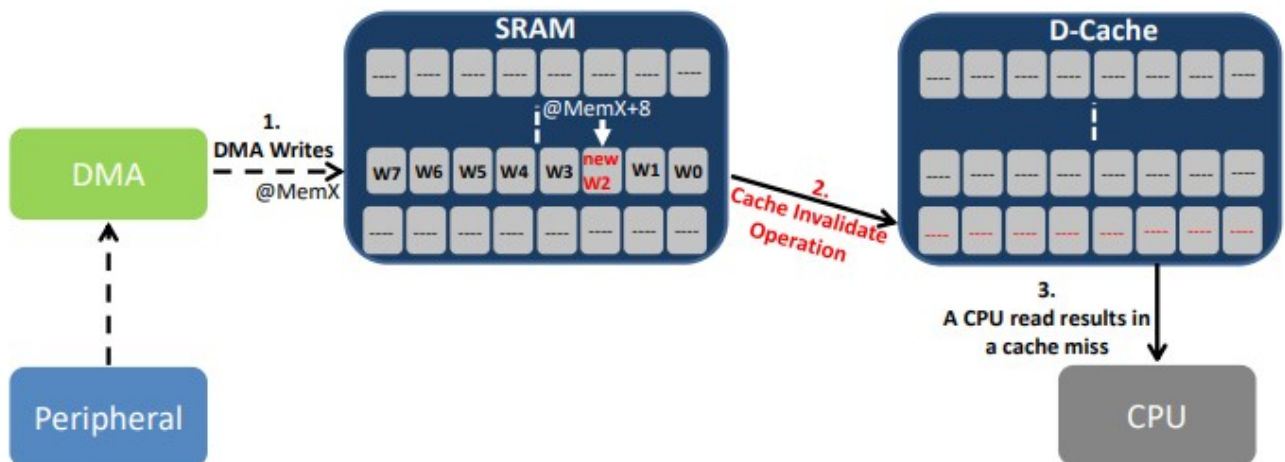 SRAM
D-Cache
---- ---- ---- ---- ---- ---- ---- ----
---- ---- ---- ---- ---- ---- ---- ----
@MemX+8
1.
DMA Writes
@MemX
DMA
W7 W6 W5 W4 W3 new W2 W1 W0
---- ---- ---- ---- ---- ---- ---- ----
---- ---- ---- ---- ---- ---- ---- ----
2.
Cache Invalidate
Operation
---- ---- ---- ---- ---- ---- ---- ----
3.
A CPU read results in
a cache miss
Peripheral
CPU